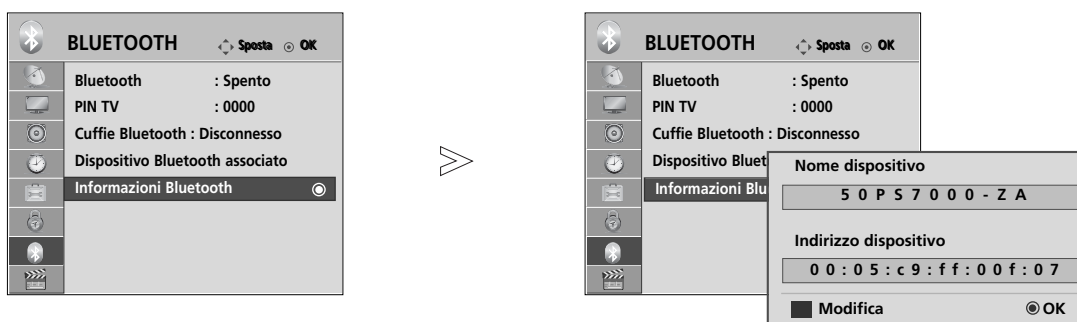 BLUETOOTH Sposta OK
Bluetooth : Spento
PIN TV : 0000
Cuffie Bluetooth : Disconnesso
Dispositivo Bluetooth associato
Informazioni Bluetooth
BLUETOOTH Sposta OK
Bluetooth : Spento
PIN TV : 0000
Cuffie Bluetooth : Disconnesso
Dispositivo Bluet
Informazioni Blu
Nome dispositivo
50PS7000-ZA
Indirizzo dispositivo
00:05:c9:ff:00f:07
Modifica OK